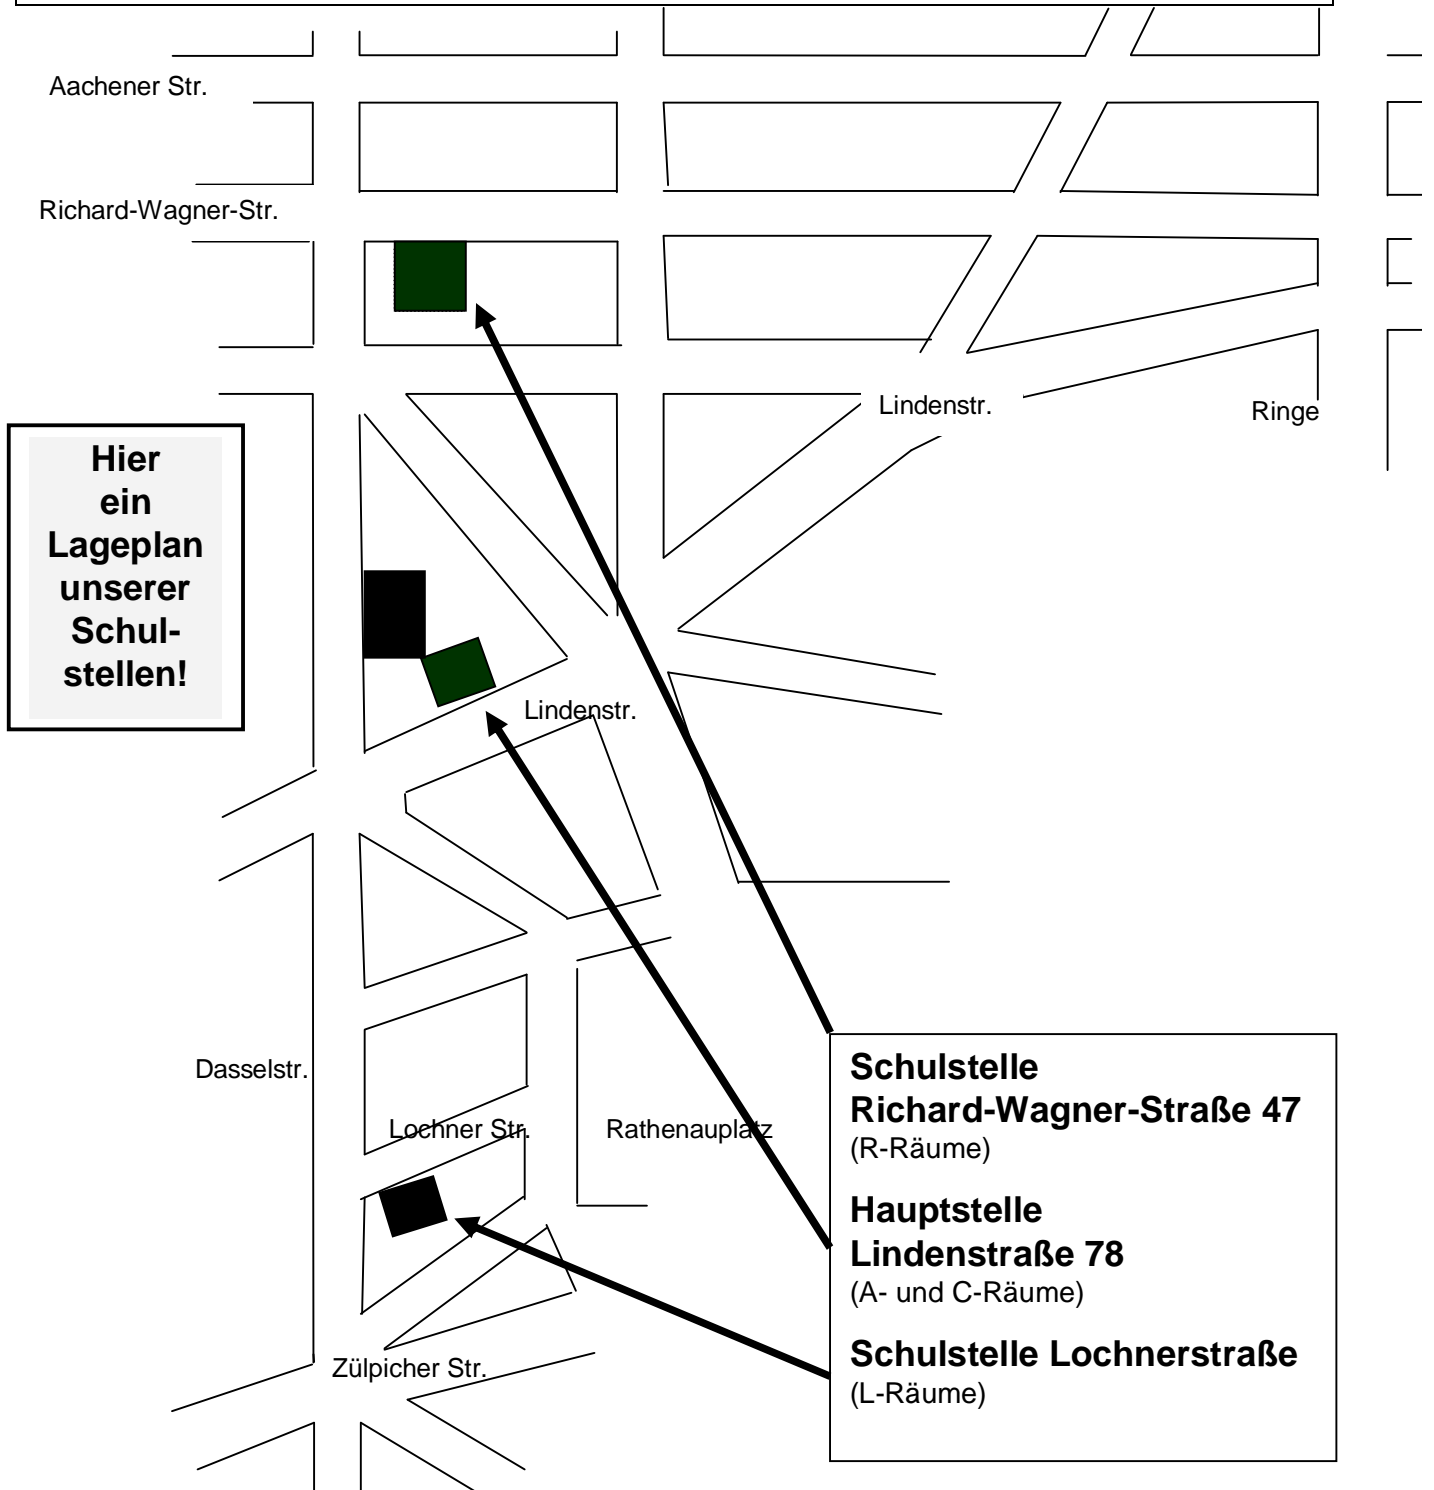 Aachener Str.
Richard-Wagner-Str.
Lindenstr.
Ringe
Hier
ein
Lageplan
unserer
Schul-
stellen!
Lindenstr.
Dasselstr.
Lochner Str.
Rathenauplatz
Zülpicher Str.
Schulstelle
Richard-Wagner-Straße 47
(R-Räume)
Hauptstelle
Lindenstraße 78
(A- und C-Räume)
Schulstelle Lochnerstraße
(L-Räume)